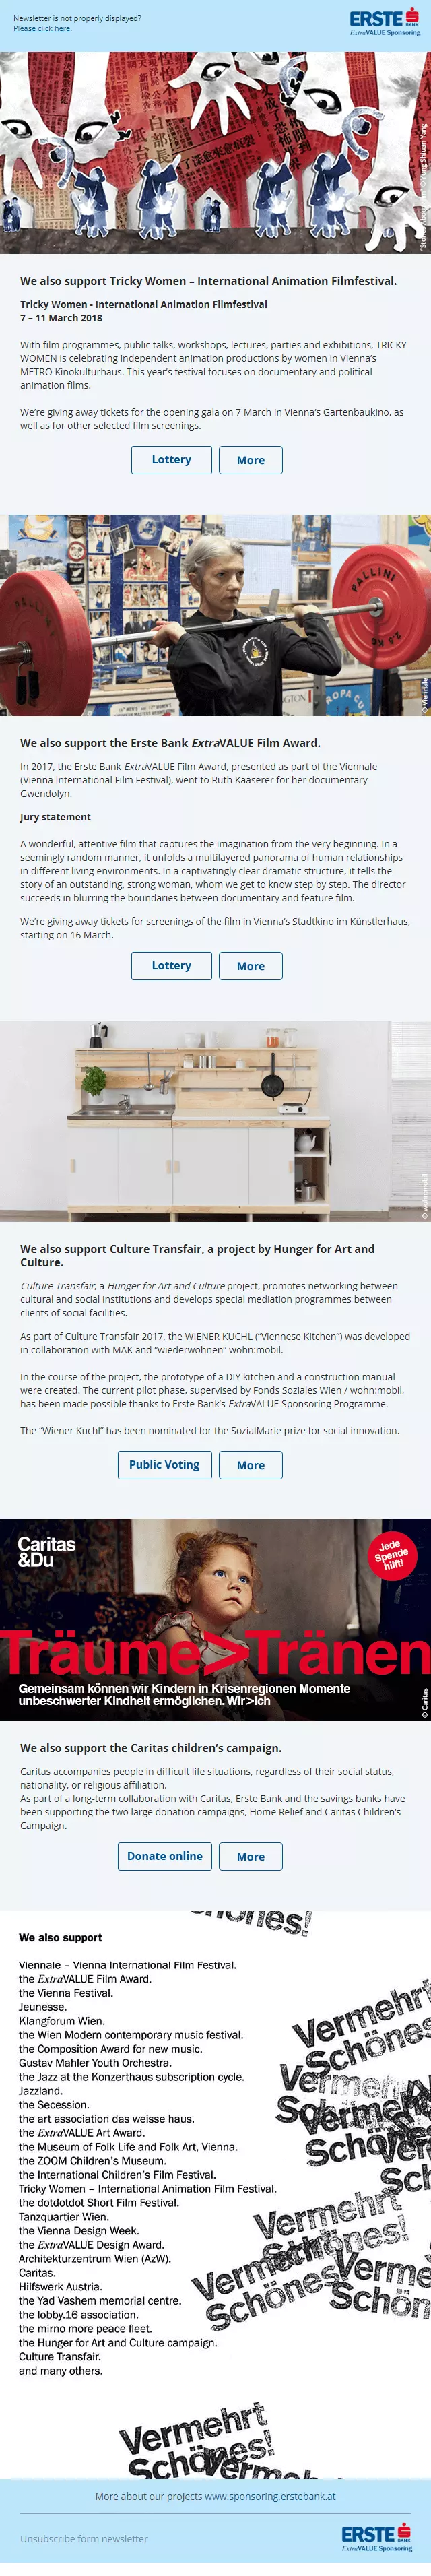 Newsletter is not properly displayed?
Please click here.
ERSTE
BANK
ExtraVALUE Sponsoring
We also support Tricky Women – International Animation Filmfestival.
Tricky Women - International Animation Filmfestival
7 – 11 March 2018
With film programmes, public talks, workshops, lectures, parties and exhibitions, TRICKY
WOMEN is celebrating independent animation productions by women in Vienna's
METRO Kinokulturhaus. This year's festival focuses on documentary and political
animation films.
We're giving away tickets for the opening gala on 7 March in Vienna's Gartenbaukino, as
well as for other selected film screenings.
Lottery More
PALLINI
2,5 KG
ROPA CU
© Viennale
We also support the Erste Bank ExtraVALUE Film Award.
In 2017, the Erste Bank ExtraVALUE Film Award, presented as part of the Viennale
(Vienna International Film Festival), went to Ruth Kaaserer for her documentary
Gwendolyn.
Jury statement
A wonderful, attentive film that captures the imagination from the very beginning. In a
seemingly random manner, it unfolds a multilayered panorama of human relationships
in different living environments. In a captivatingly clear dramatic structure, it tells the
story of an outstanding, strong woman, whom we get to know step by step. The director
succeeds in blurring the boundaries between documentary and feature film.
We're giving away tickets for screenings of the film in Vienna's Stadtkino im Künstlerhaus,
starting on 16 March.
Lottery More
© wohn:mobil
We also support Culture Transfair, a project by Hunger for Art and
Culture.
Culture Transfair, a Hunger for Art and Culture project, promotes networking between
cultural and social institutions and develops special mediation programmes between
clients of social facilities.
As part of Culture Transfair 2017, the WIENER KUCHL ("Viennese Kitchen") was developed
in collaboration with MAK and "wiederwohnen" wohn:mobil.
In the course of the project, the prototype of a DIY kitchen and a construction manual
were created. The current pilot phase, supervised by Fonds Soziales Wien / wohn:mobil,
has been made possible thanks to Erste Bank's ExtraVALUE Sponsoring Programme.
The "Wiener Kuchl" has been nominated for the SozialMarie prize for social innovation.
Public Voting More
Caritas
&Du
Jede
Spende
hilft!
Träume>Tränen
Gemeinsam können wir Kindern in Krisenregionen Momente
unbeschwerter Kindheit ermöglichen. Wir>Ich
© Caritas
We also support the Caritas children's campaign.
Caritas accompanies people in difficult life situations, regardless of their social status,
nationality, or religious affiliation.
As part of a long-term collaboration with Caritas, Erste Bank and the savings banks have
been supporting the two large donation campaigns, Home Relief and Caritas Children's
Campaign.
Donate online More
We also support
Viennale – Vienna International Film Festival.
the ExtraVALUE Film Award.
the Vienna Festival.
Jeunesse.
Klangforum Wien.
the Wien Modern contemporary music festival.
the Composition Award for new music.
Gustav Mahler Youth Orchestra.
the Jazz at the Konzerthaus subscription cycle.
Jazzland.
the Secession.
the art association das weisse haus.
the ExtraVALUE Art Award.
the Museum of Folk Life and Folk Art, Vienna.
the ZOOM Children's Museum.
the International Children's Film Festival.
Tricky Women – International Animation Film Festival.
the dotdotdot Short Film Festival.
Tanzquartier Wien.
the Vienna Design Week.
the ExtraVALUE Design Award.
Architekturzentrum Wien (AzW).
Caritas.
Hilfswerk Austria.
the Yad Vashem memorial centre.
the lobby.16 association.
the mirno more peace fleet.
the Hunger for Art and Culture campaign.
Culture Transfair.
and many others.
Vermehrt
Schönes!
Vermehrt
Schönes!
Vermehrt
Schönes!
More about our projects www.sponsoring.erstebank.at
Unsubscribe form newsletter
ERSTE
BANK
ExtraVALUE Sponsoring